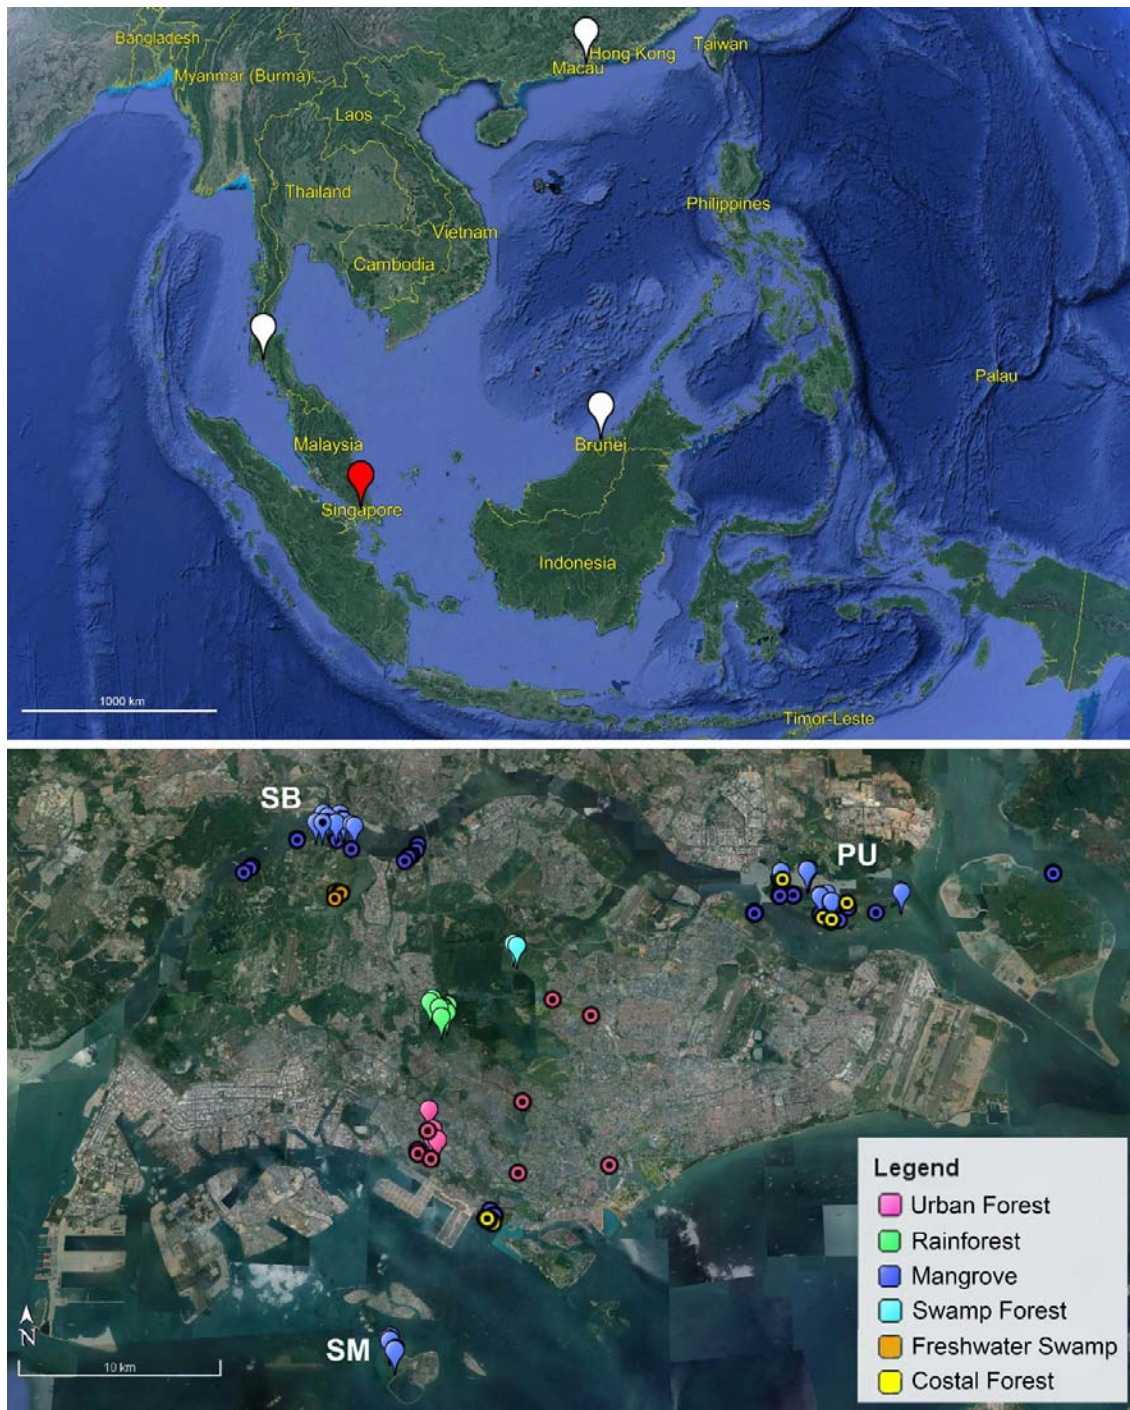 Bangladesh
Hong Kong
Taiwan
Macau
Myanmar (Burma)
Laos
Thailand
Philippines
Vietnam
Cambodia
Palau
Malaysia
Brunei
Singapore
Indonesia
1000 km
Timor-Leste
SB
PU
Legend
Urban Forest
Rainforest
Mangrove
Swamp Forest
Freshwater Swamp
Costal Forest
N
SM
10 km